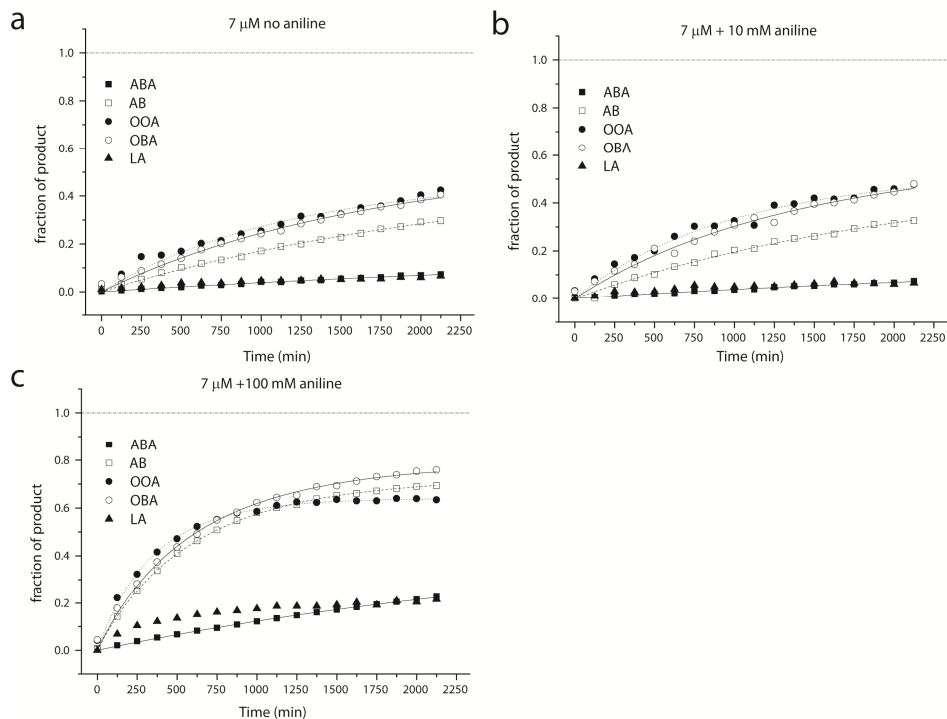 a
7 μM no aniline
1.0
0.8
0.6
0.4
0.2
0.0
fraction of product
ABA
AB
OOA
OBA
LA
0 250 500 750 1000 1250 1500 1750 2000 2250
Time (min)
b
7 μM + 10 mM aniline
1.0
0.8
0.6
0.4
0.2
0.0
fraction of product
ABA
AB
OOA
OBA
LA
0 250 500 750 1000 1250 1500 1750 2000 2250
Time (min)
c
7 μM +100 mM aniline
1.0
0.8
0.6
0.4
0.2
0.0
fraction of product
ABA
AB
OOA
OBA
LA
0 250 500 750 1000 1250 1500 1750 2000 2250
Time (min)